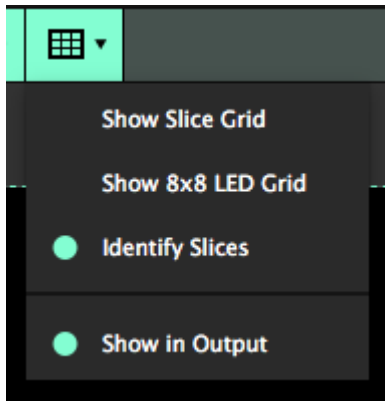 Show Slice Grid
Show 8x8 LED Grid
Identify Slices
Show in Output